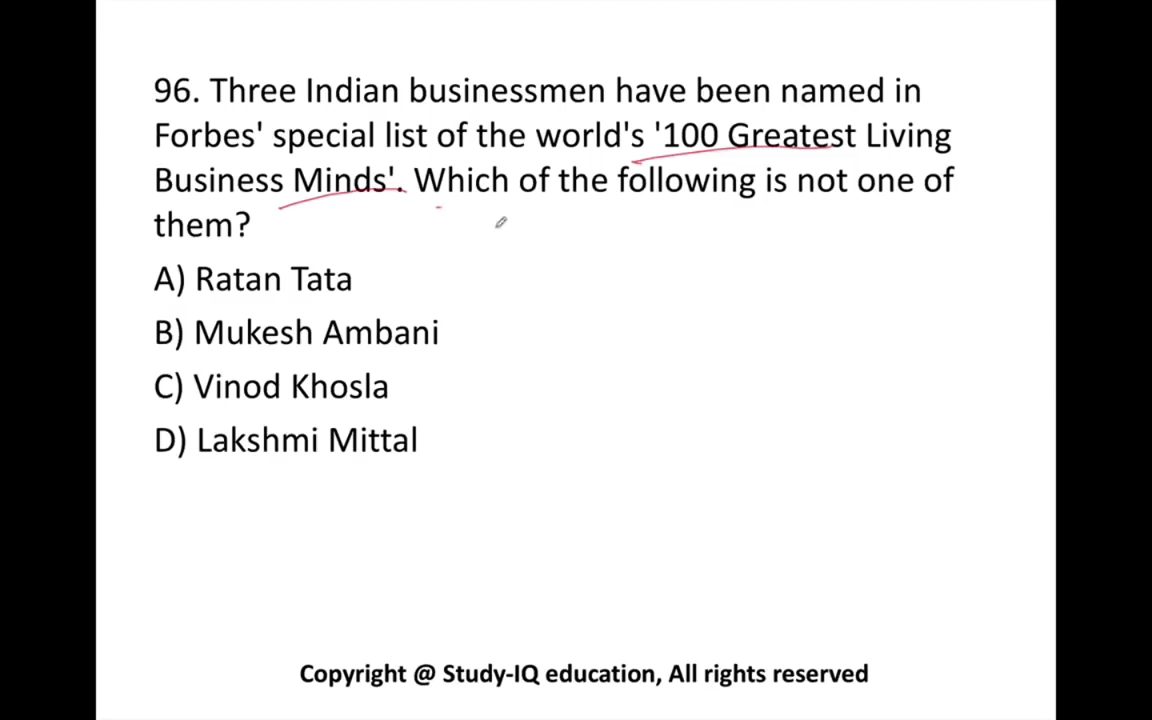 96. Three Indian businessmen have been named in
Forbes' special list of the world's '100 Greatest Living
Business Minds'. Which of the following is not one of
them?
A) Ratan Tata
B) Mukesh Ambani
C) Vinod Khosla
D) Lakshmi Mittal
Copyright @ Study-IQ education, All rights reserved